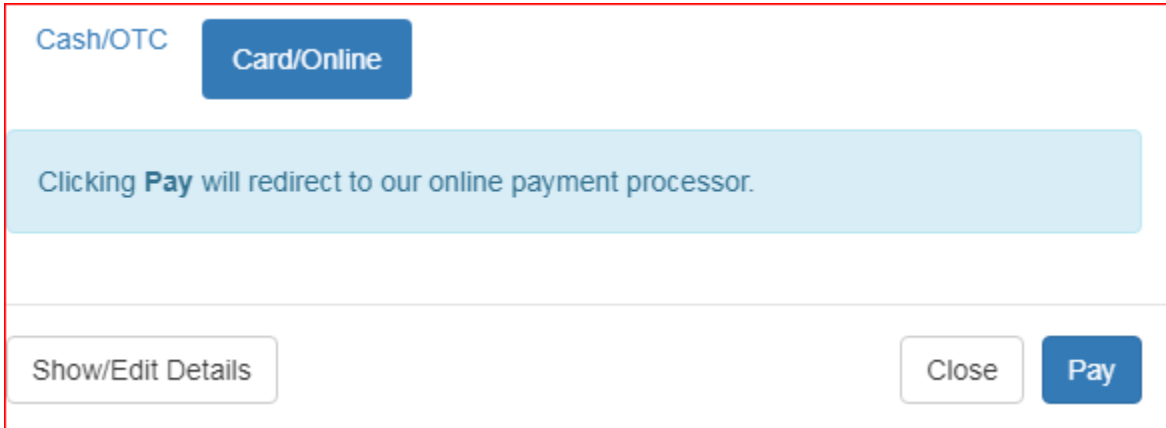 Cash/OTC
Card/Online
Clicking Pay will redirect to our online payment processor.
Show/Edit Details
Close
Pay